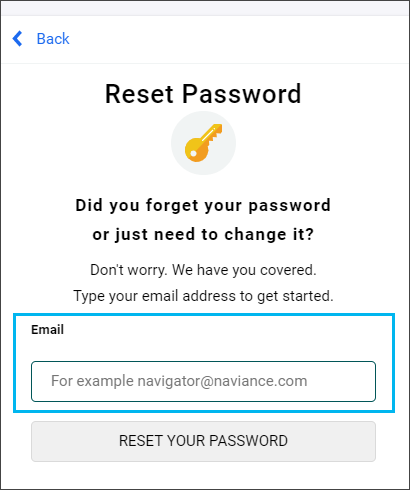 Back
Reset Password
Did you forget your password
or just need to change it?
Don't worry. We have you covered.
Type your email address to get started.
Email
For example navigator@naviance.com
RESET YOUR PASSWORD